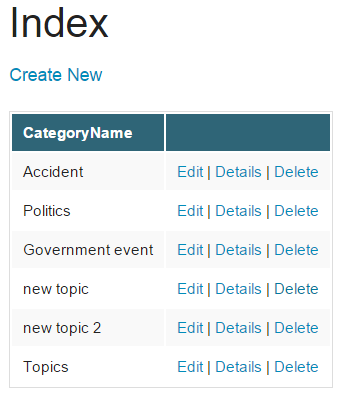 Index
Create New
CategoryName
Accident Edit | Details | Delete
Politics Edit | Details | Delete
Government event Edit | Details | Delete
new topic Edit | Details | Delete
new topic 2 Edit | Details | Delete
Topics Edit | Details | Delete